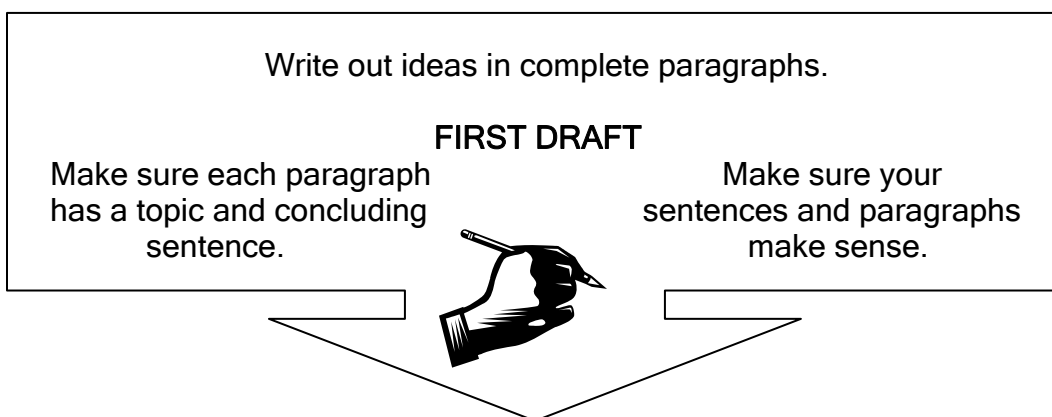 Write out ideas in complete paragraphs.
FIRST DRAFT
Make sure each paragraph
has a topic and concluding
sentence.
Make sure your
sentences and paragraphs
make sense.